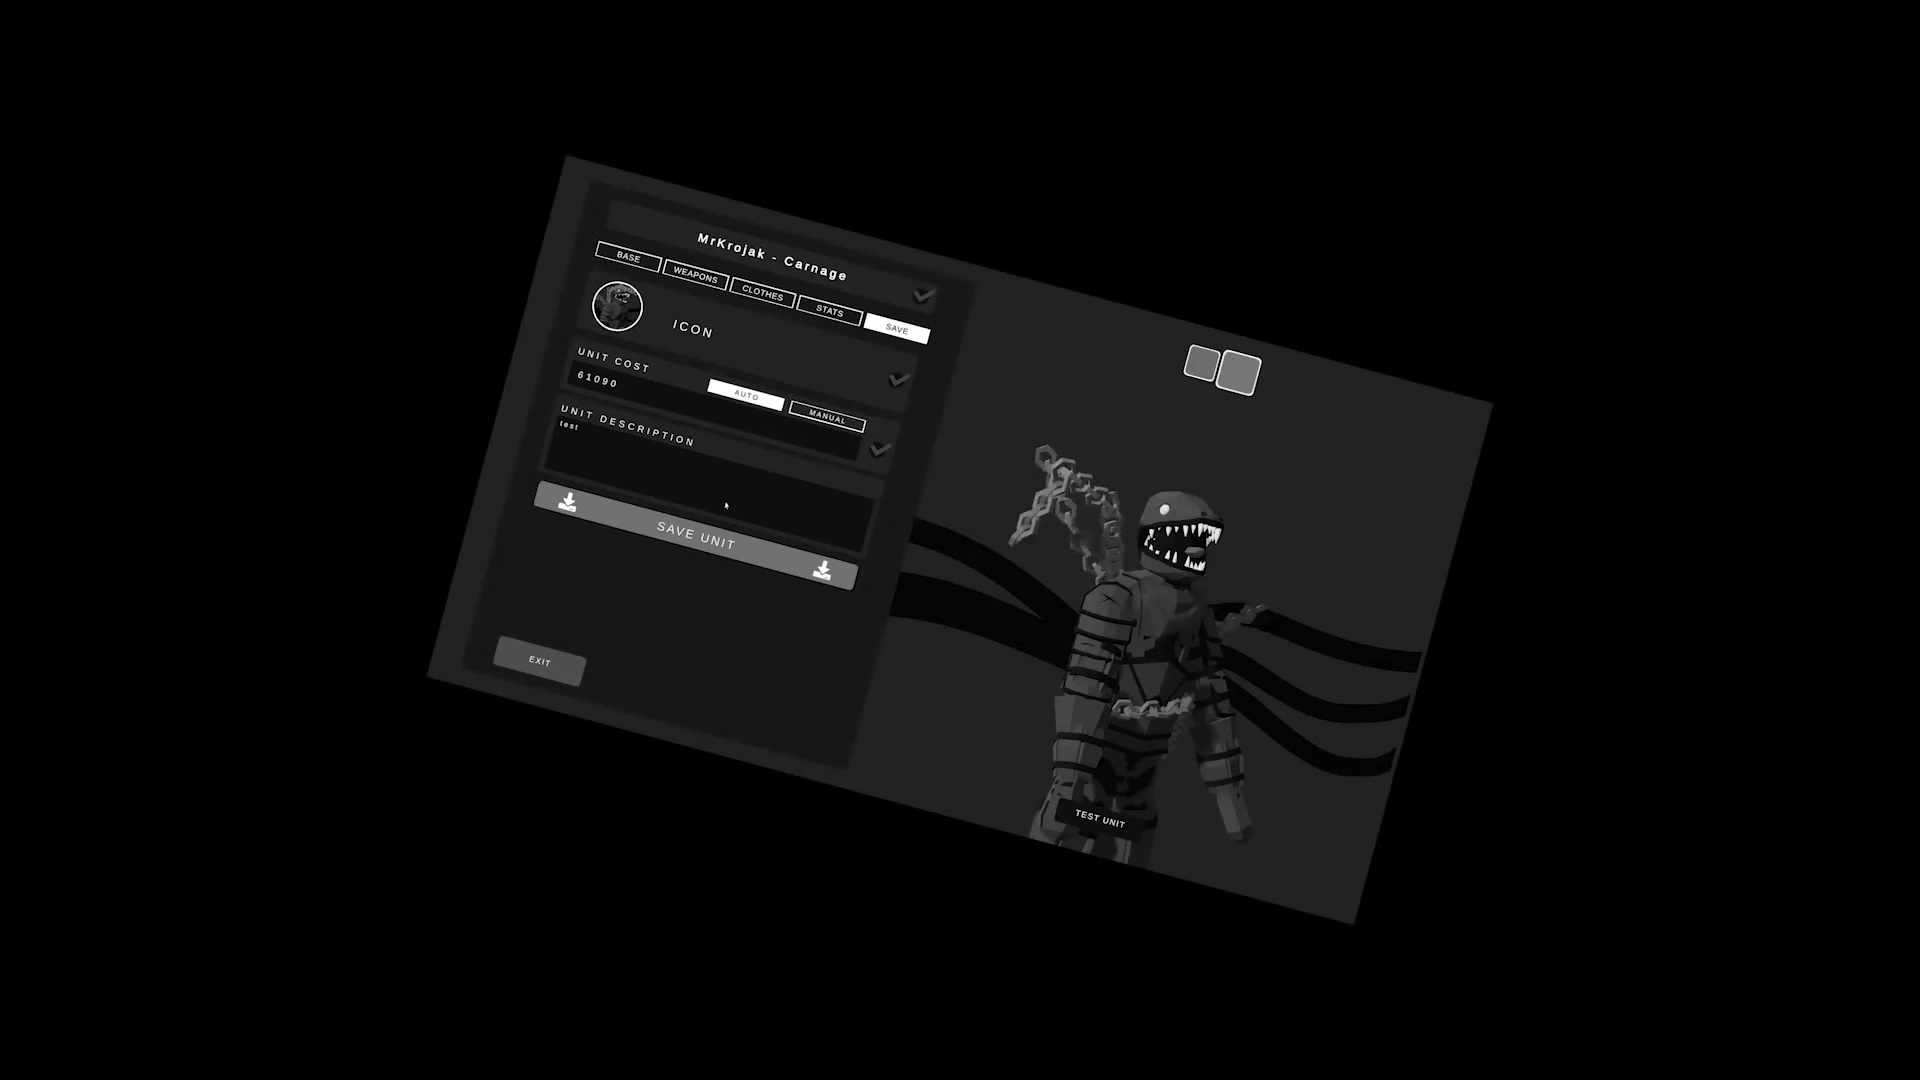 MrKrojak - Carnage
BASE WEAPONS CLOTHES STATS SAVE
ICON
UNIT COST
61090
AUTO MANUAL
UNIT DESCRIPTION
test
SAVE UNIT
EXIT
TEST UNIT